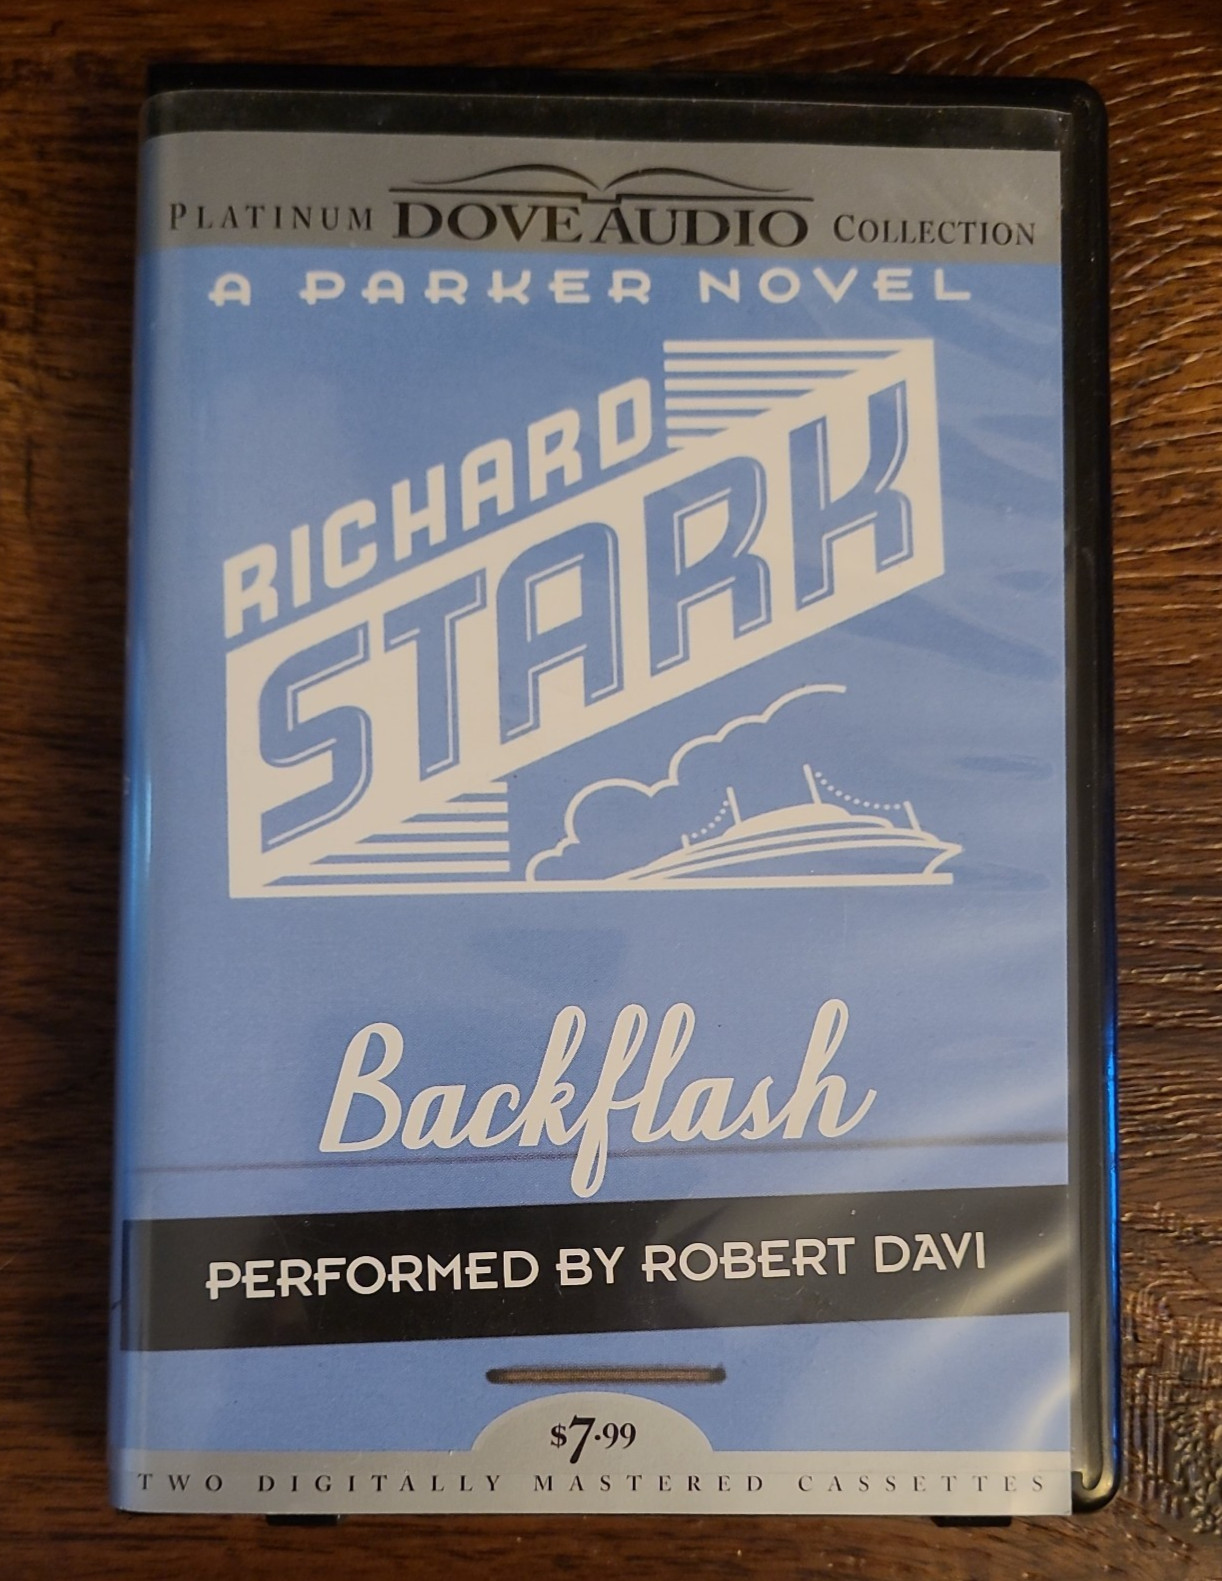 PLATINUM DOVE AUDIO COLLECTION
A PARKER NOVEL
RICHARD
STARK
Backflash
PERFORMED BY ROBERT DAVI
$7.99
TWO DIGITALLY MASTERED CASSETTES